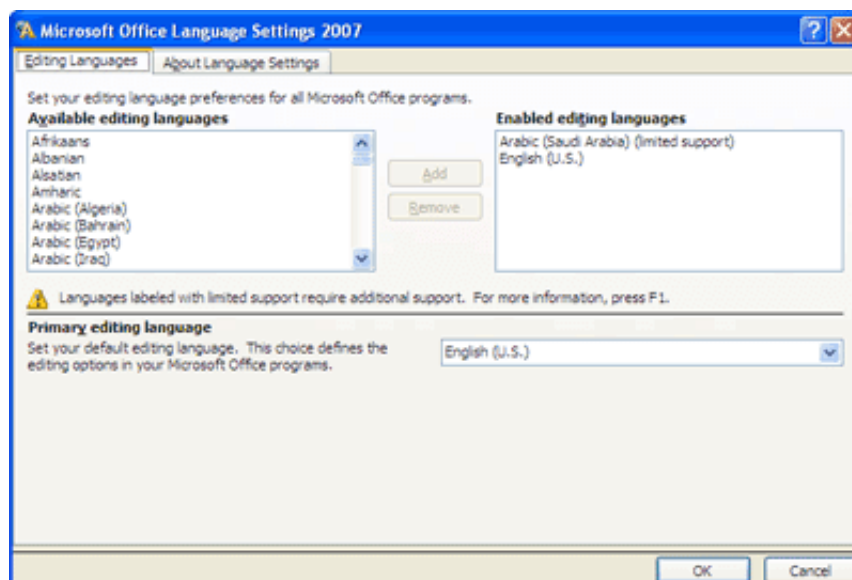 Microsoft Office Language Settings 2007
Editing Languages
About Language Settings
Set your editing language preferences for all Microsoft Office programs.
Available editing languages
Afrikaans
Albanian
Alsatian
Amharic
Arabic (Algeria)
Arabic (Bahrain)
Arabic (Egypt)
Arabic (Iraq)
Add
Remove
Enabled editing languages
Arabic (Saudi Arabia) (limited support)
English (U.S.)
Languages labeled with limited support require additional support. For more information, press F1.
Primary editing language
Set your default editing language. This choice defines the
editing options in your Microsoft Office programs.
English (U.S.)
OK
Cancel